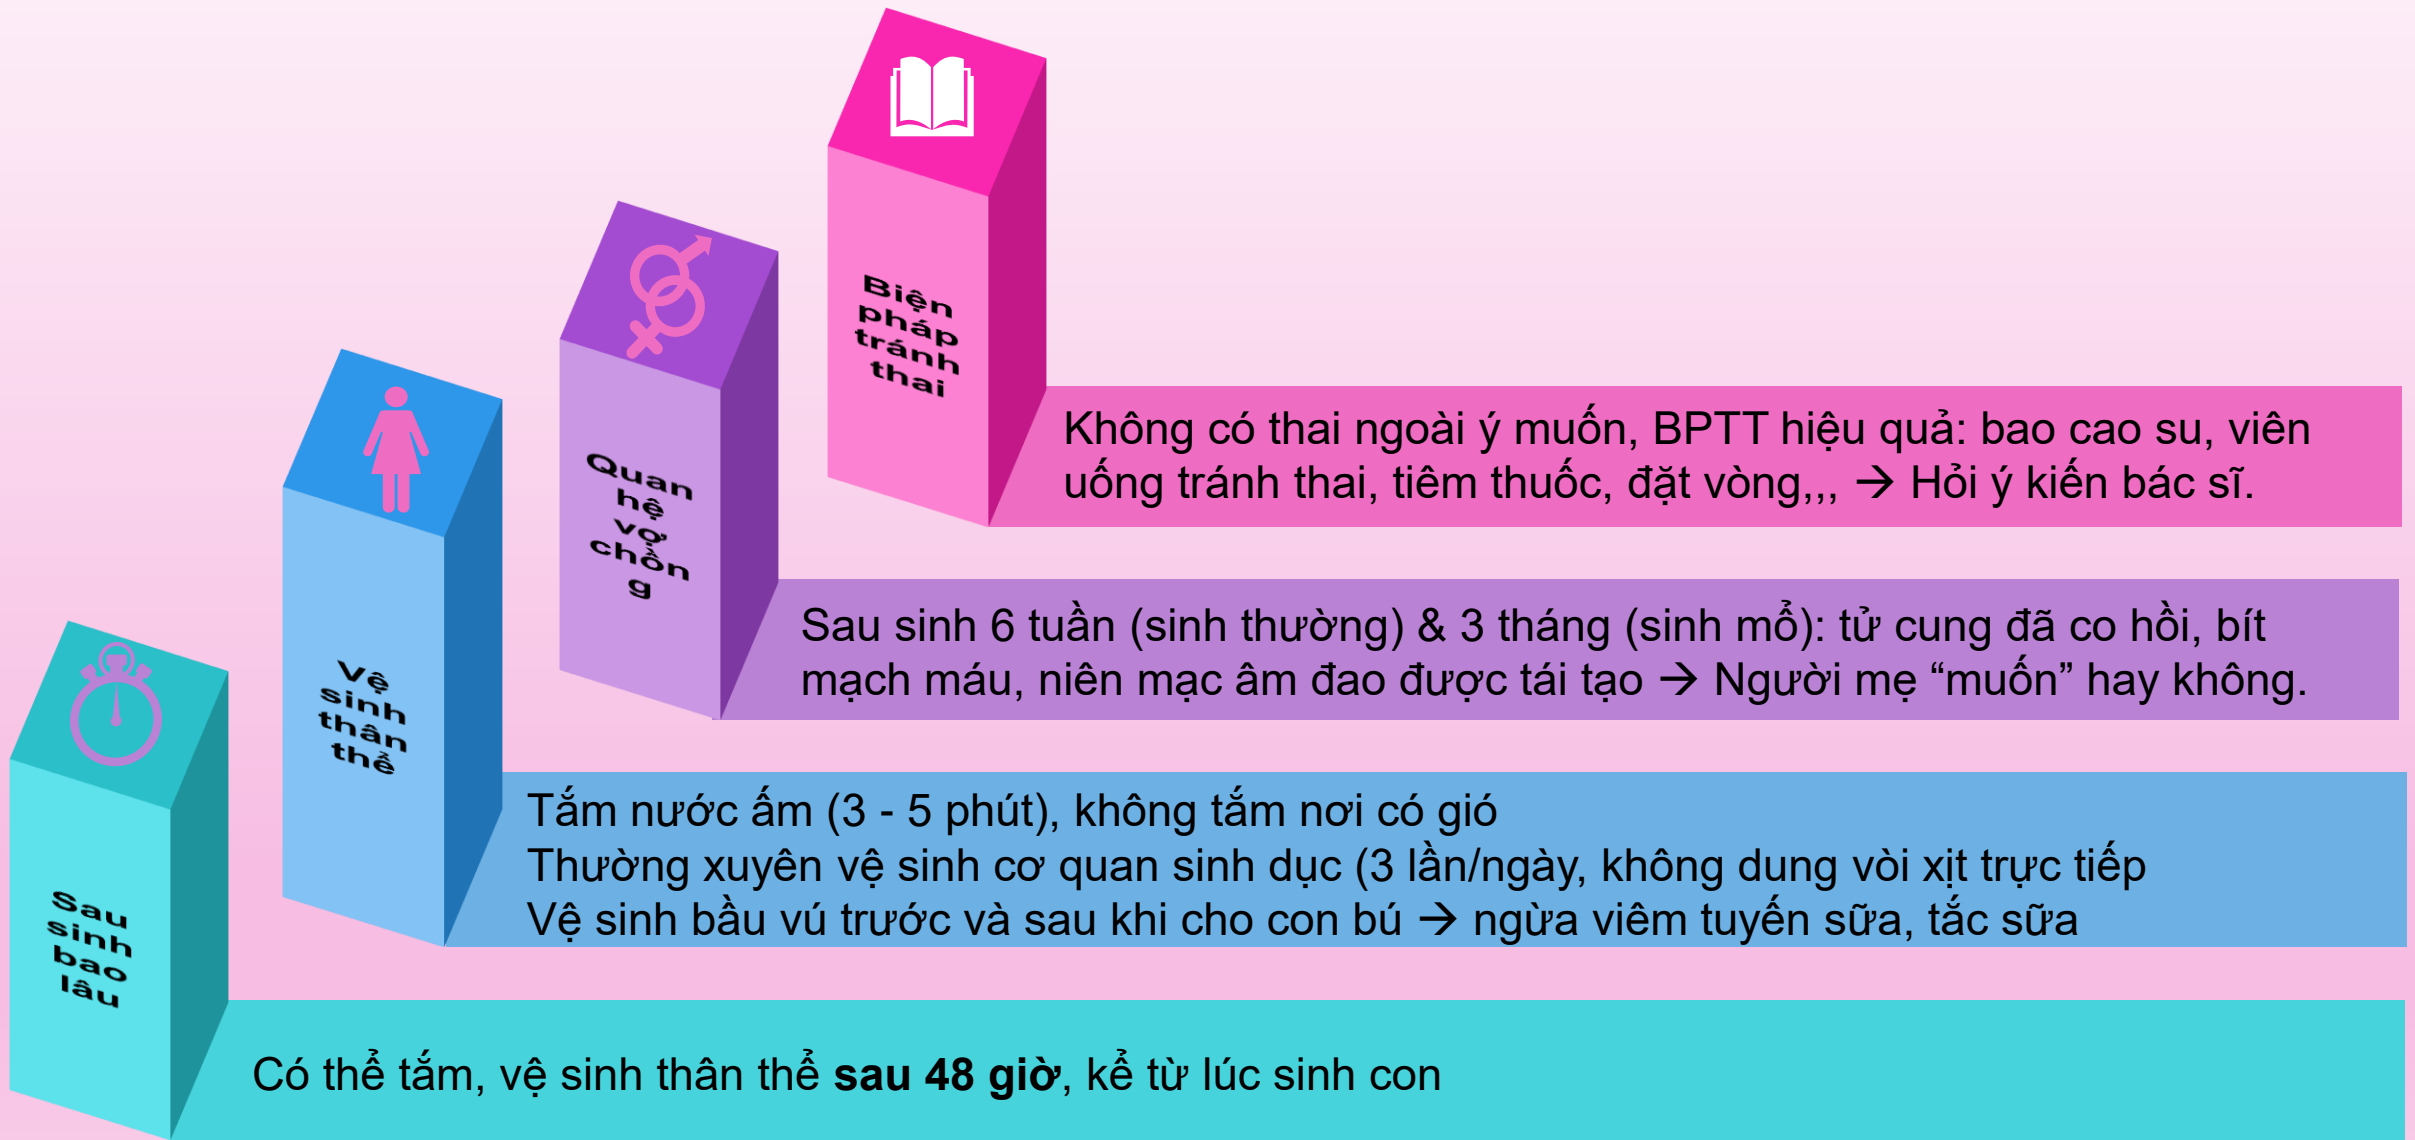 Biện
pháp
tránh
thai
Không có thai ngoài ý muốn, BPTT hiệu quả: bao cao su, viên
uống tránh thai, tiêm thuốc, đặt vòng,,, → Hỏi ý kiến bác sĩ.
Quan
hệ
vợ
chồn
g
Sau sinh 6 tuần (sinh thường) & 3 tháng (sinh mổ): tử cung đã co hồi, bít
mạch máu, niên mạc âm đao được tái tạo → Người mẹ “muốn” hay không.
Vệ
sinh
thân
thể
Tắm nước ấm (3 - 5 phút), không tắm nơi có gió
Thường xuyên vệ sinh cơ quan sinh dục (3 lần/ngày, không dung vòi xịt trực tiếp
Vệ sinh bầu vú trước và sau khi cho con bú → ngừa viêm tuyến sữa, tắc sữa
Sau
sinh
bao
lâu
Có thể tắm, vệ sinh thân thể sau 48 giờ, kể từ lúc sinh con